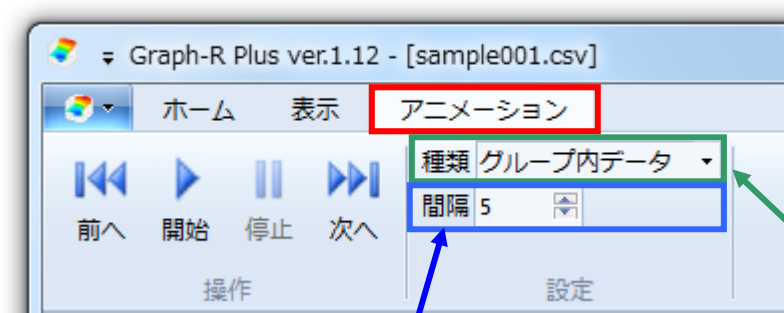 Graph-R Plus ver.1.12 - [sample001.csv]
ホーム 表示 アニメーション
種類 グループ内データ
間隔 5
前へ 開始 停止 次へ
操作 設定